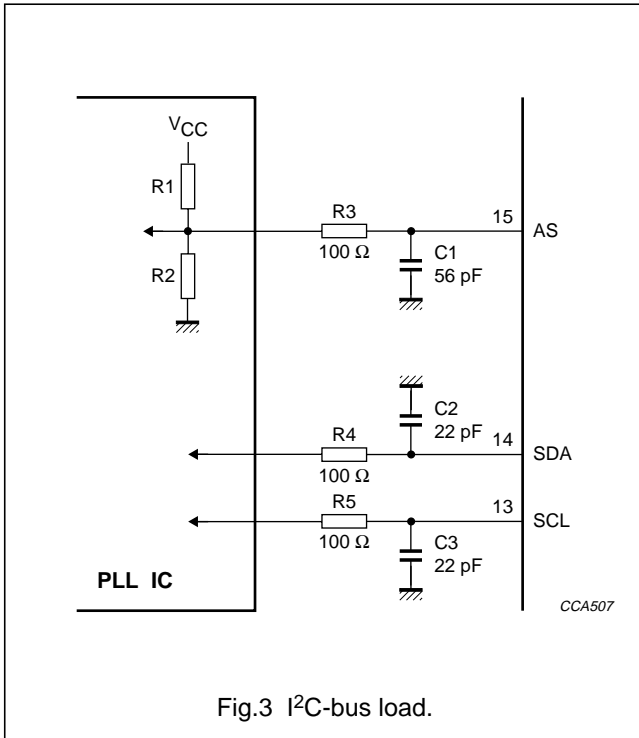 VCC
R1
R2
R3
100 Ω
C1
56 pF
15
AS
C2
22 pF
R4
100 Ω
14
SDA
R5
100 Ω
13
SCL
C3
22 pF
PLL IC
CCA507
Fig.3 I²C-bus load.